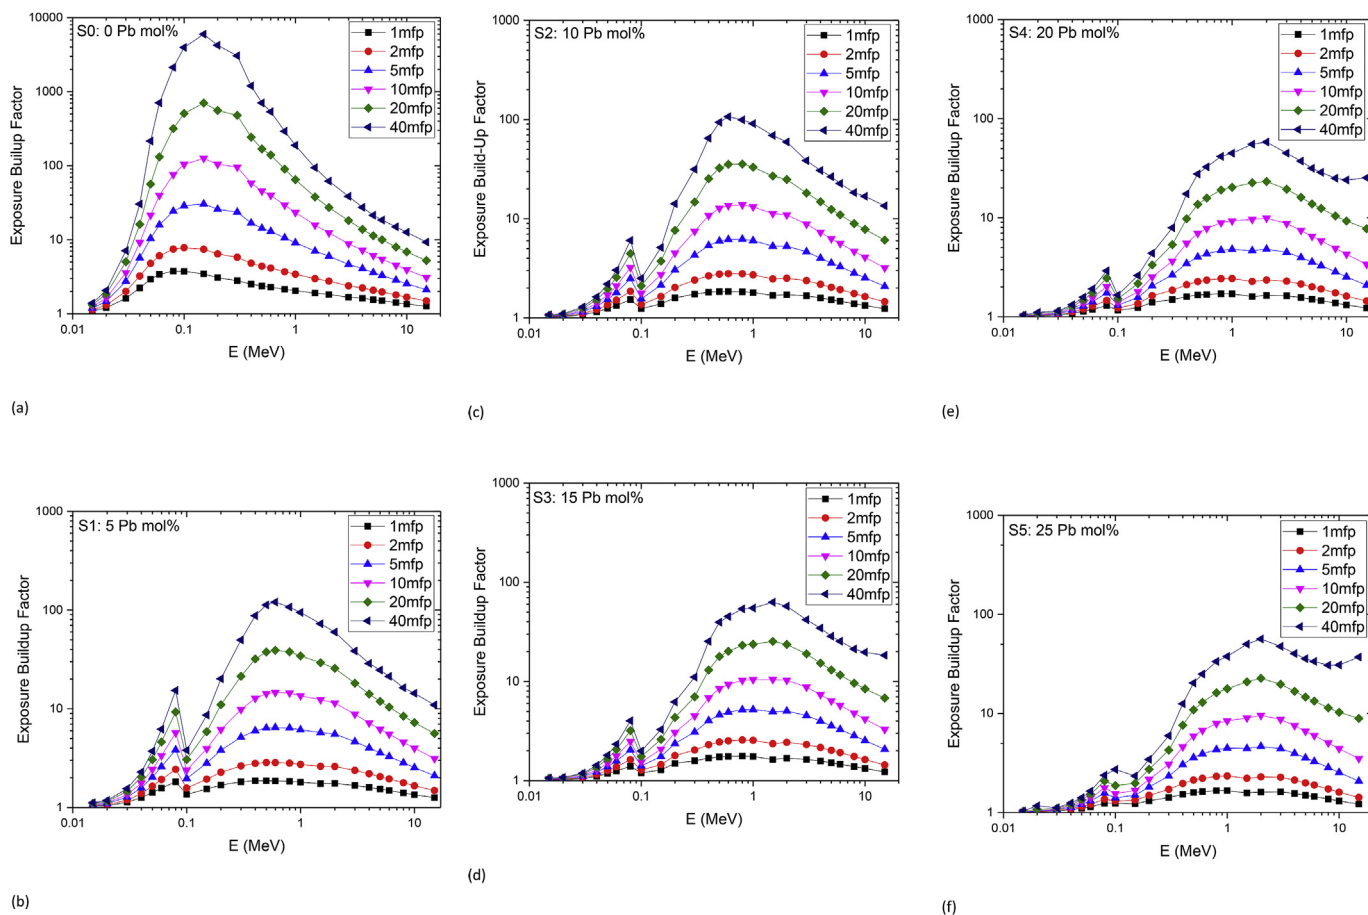 S0: 0 Pb mol%
1mfp
2mfp
5mfp
10mfp
20mfp
40mfp
10000
1000
100
10
1
0.01
0.1
1
10
Exposure Builup Factor
E (MeV)
(a)
S2: 10 Pb mol%
1mfp
2mfp
5mfp
10mfp
20mfp
40mfp
1000
100
10
1
0.01
0.1
1
10
Exposure Build-Up Factor
E (MeV)
(c)
S4: 20 Pb mol%
1mfp
2mfp
5mfp
10mfp
20mfp
40mfp
1000
100
10
1
0.01
0.1
1
10
Exposure Buildup Factor
E (MeV)
(e)
S1: 5 Pb mol%
1mfp
2mfp
5mfp
10mfp
20mfp
40mfp
1000
100
10
1
0.01
0.1
1
10
Exposure Buildup Factor
E (MeV)
(b)
S3: 15 Pb mol%
1mfp
2mfp
5mfp
10mfp
20mfp
40mfp
1000
100
10
1
0.01
0.1
1
10
Exposure Buildup Factor
E (MeV)
(d)
S5: 25 Pb mol%
1mfp
2mfp
5mfp
10mfp
20mfp
40mfp
1000
100
10
1
0.01
0.1
1
10
Exposure Buildup Factor
E (MeV)
(f)